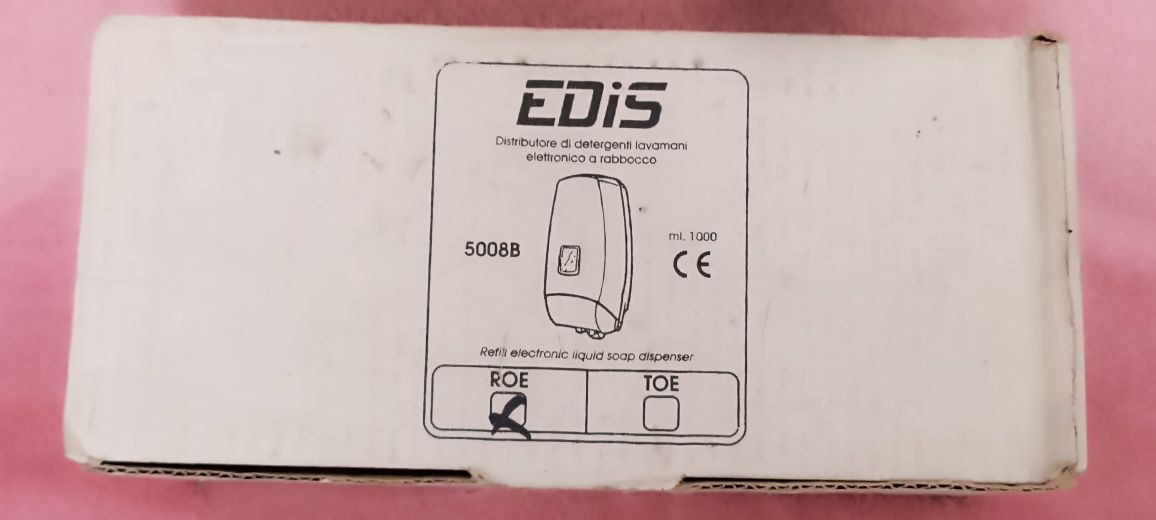 EDiS
Distributore di detergenti lavamani
elettronico a rabbocco
5008B
ml. 1000
CE
Refill electronic liquid soap dispenser
ROE
TOE